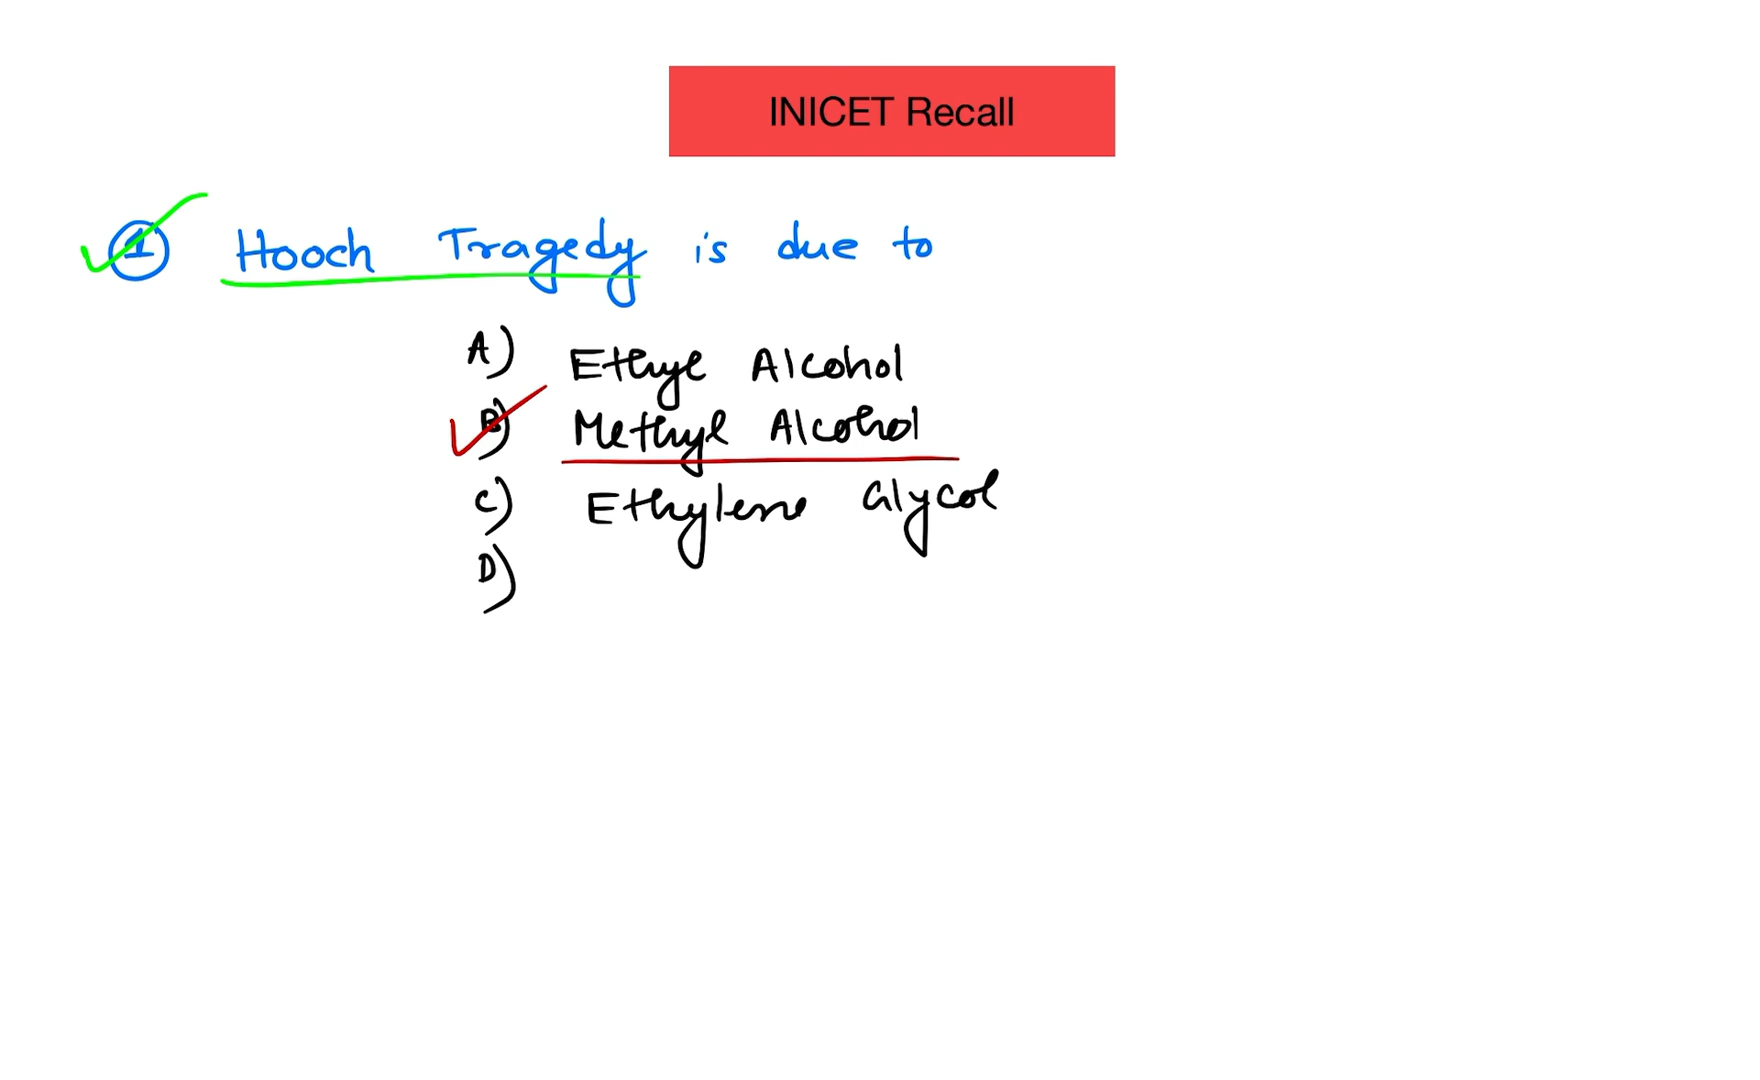 INICET Recall
① Hooch Tragedy is due to
A) Ethyl Alcohol
B) Methyl Alcohol
C) Ethylene Glycol
D)